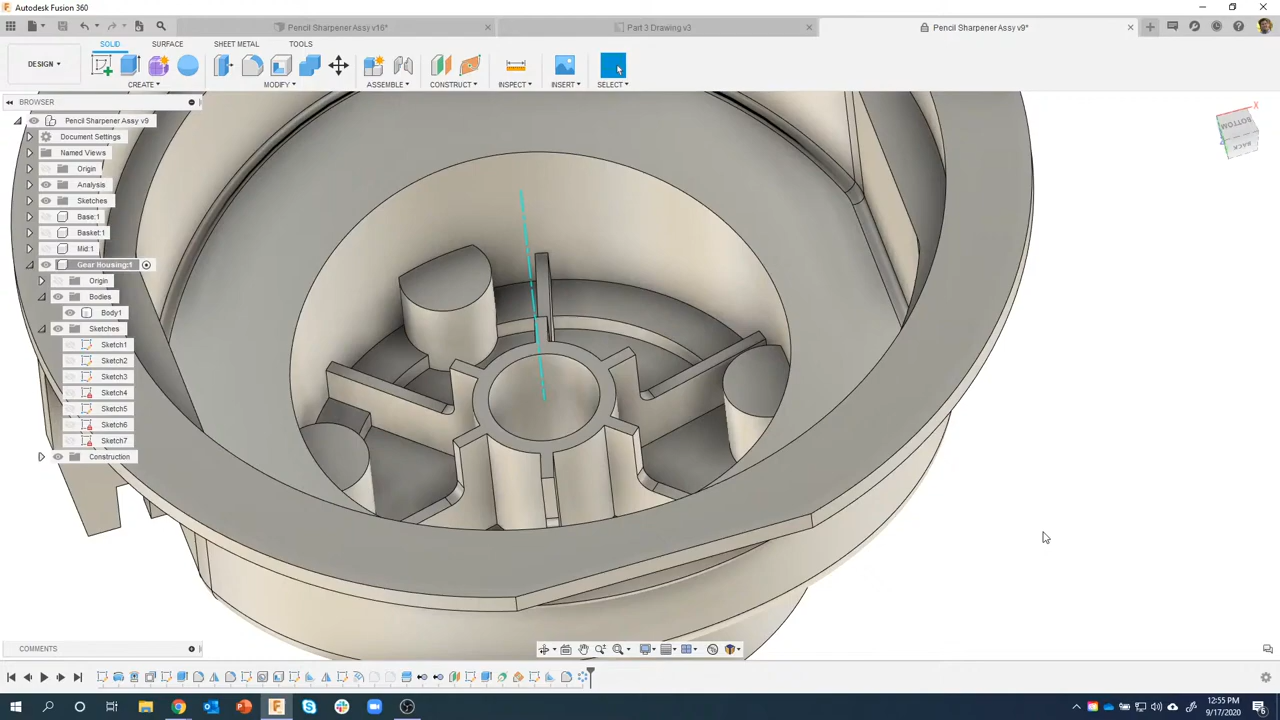 Autodesk Fusion 360
Pencil Sharpener Assy v16*
Part 3 Drawing v3
Pencil Sharpener Assy v9*
SOLID
SURFACE
SHEET METAL
TOOLS
DESIGN
CREATE
MODIFY
ASSEMBLE
CONSTRUCT
INSPECT
INSERT
SELECT
BROWSER
Pencil Sharpener Assy v9
Document Settings
Named Views
Origin
Analysis
Sketches
Base:1
Basket:1
Mid:1
Gear Housing:1
Origin
Bodies
Body1
Sketches
Sketch1
Sketch2
Sketch3
Sketch4
Sketch5
Sketch6
Sketch7
Construction
X
BOTTOM
BACK
COMMENTS
12:55 PM
9/17/2020
6